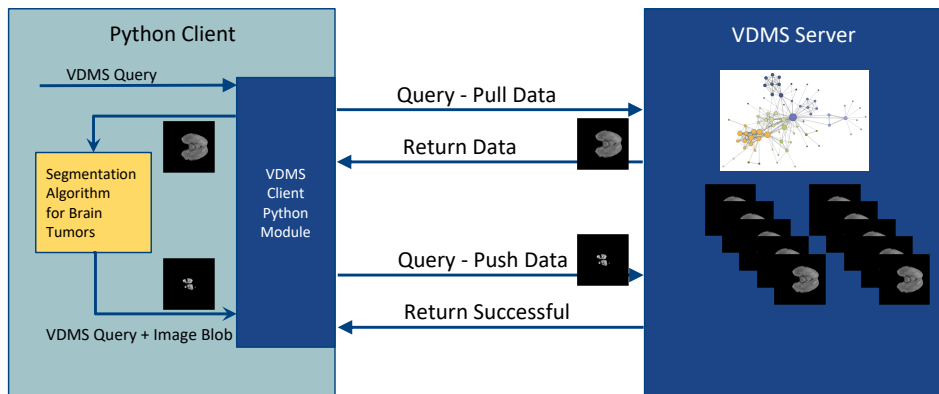 Python Client
VDMS Server
VDMS Query
Query - Pull Data
Return Data
Segmentation
Algorithm
for Brain
Tumors
VDMS
Client
Python
Module
Query - Push Data
Return Successful
VDMS Query + Image Blob